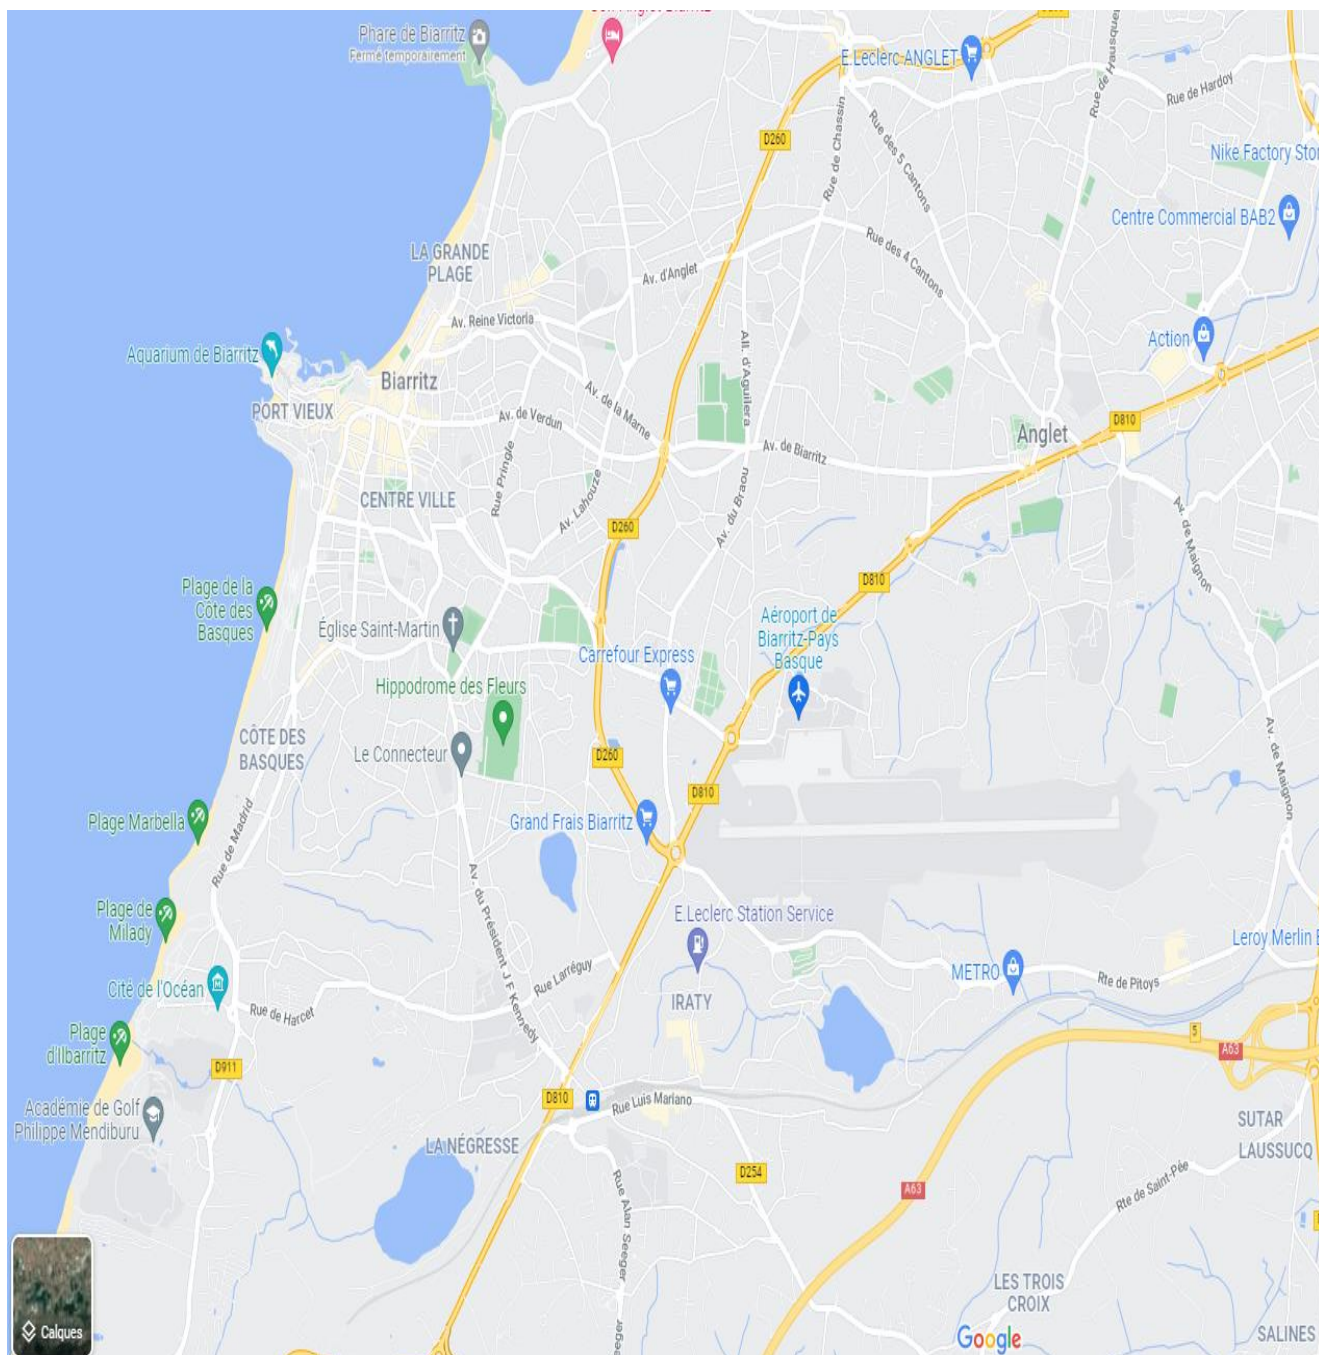 Phare de Biarritz
Fermé temporairement
E.Leclerc ANGLET
Rue de Hardoy
Rue de Chassin
Rue des 5 Cantons
D260
Centre Commercial BAB2
LA GRANDE
PLAGE
Rue des 4 Cantons
Av. d'Anglet
Av. Reine Victoria
All. d'Aguilera
Action
Aquarium de Biarritz
Biarritz
PORT VIEUX
Av. de Verdun
Av. de la Marne
D810
Anglet
Av. de Biarritz
Rue Pringle
CENTRE VILLE
Av. Lahouze
Av. du Braou
D260
Av. de Maignon
D810
Plage de la
Côte des
Basques
Église Saint-Martin
Aéroport de
Biarritz-Pays
Basque
Carrefour Express
Hippodrome des Fleurs
CÔTE DES
BASQUES
Le Connecteur
D260
Av. de Maignon
D810
Plage Marbella
Rue de Madrid
Grand Frais Biarritz
Av. du Président J F Kennedy
Plage de
Milady
E.Leclerc Station Service
Cité de l'Océan
Rue Larréguy
METRO
Rte de Pitoys
Rue de Harcet
IRATY
Plage
d'Ilbarritz
5
A63
D911
D810
Rue Luis Mariano
Académie de Golf
Philippe Mendiburu
LA NÉGRESSE
SUTAR
LAUSSUCQ
D254
A63
Rte de Saint-Pée
Rue Alan Seeger
LES TROIS
CROIX
Calques
Google
SALINES